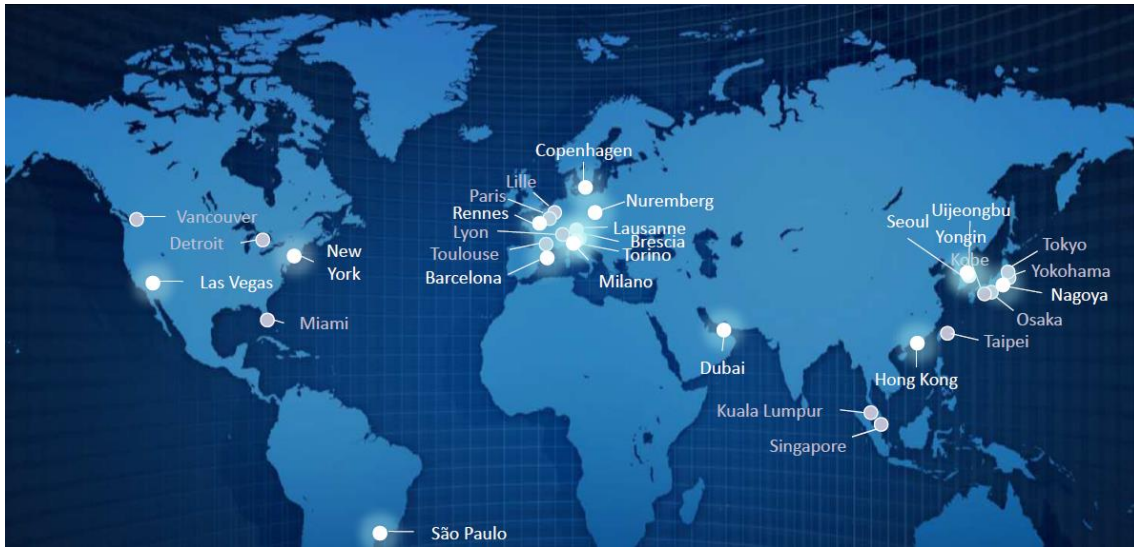 Copenhagen
Lille
Paris
Nuremberg
Rennes
Uijeongbu
Vancouver
Seoul
Lausanne
Lyon
Yongin
Detroit
Brescia
Tokyo
New
York
Toulouse
Torino
Kobe
Yokohama
Las Vegas
Barcelona
Milano
Nagoya
Miami
Osaka
Taipei
Dubai
Hong Kong
Kuala Lumpur
Singapore
São Paulo